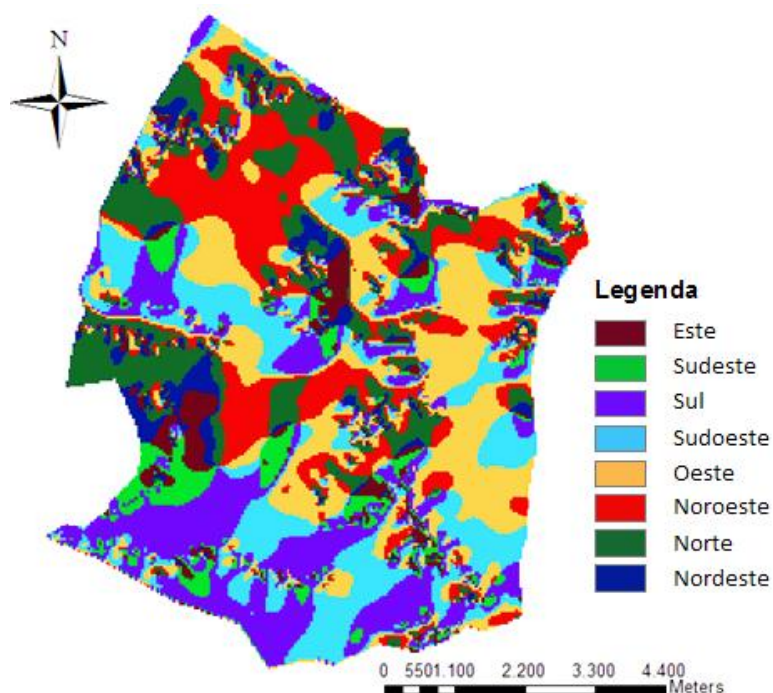 N
Legenda
Este
Sudeste
Sul
Sudoeste
Oeste
Noroeste
Norte
Nordeste
0 5501.100 2.200 3.300 4.400
Meters